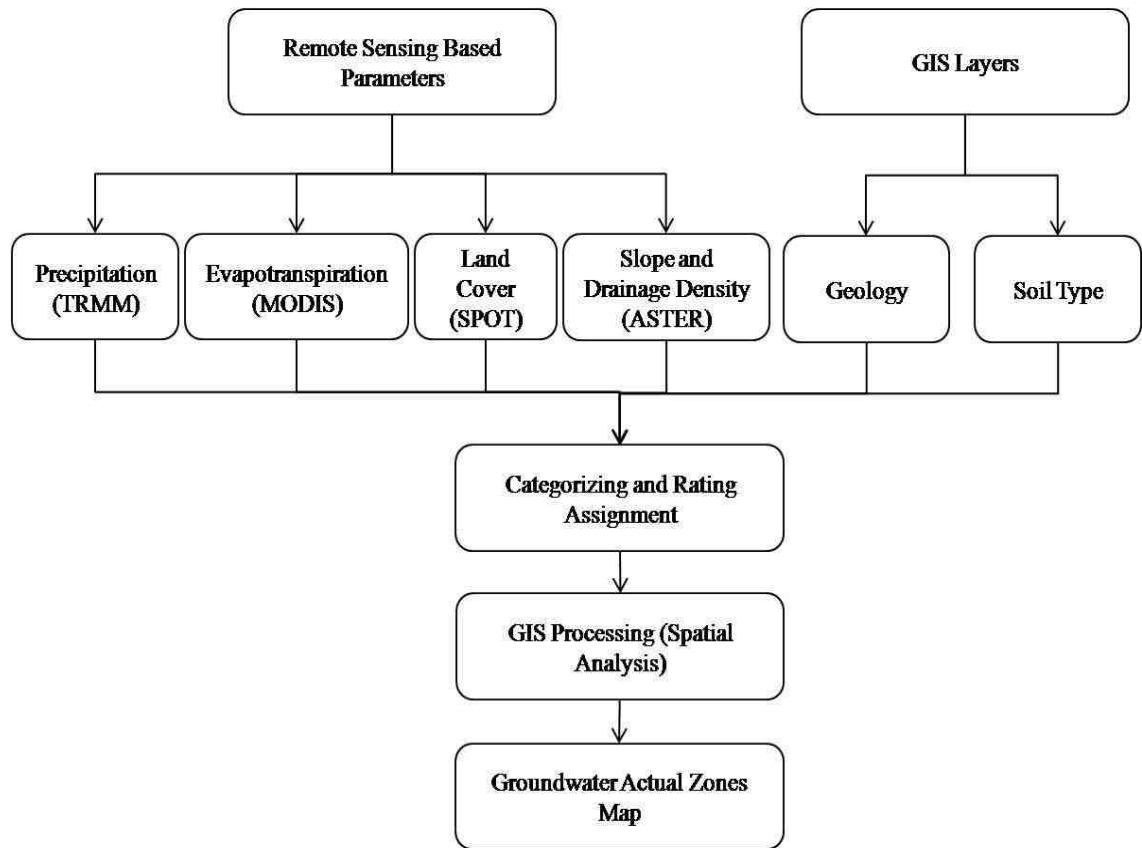 Remote Sensing Based
Parameters
GIS Layers
Precipitation
(TRMM)
Evapotranspiration
(MODIS)
Land
Cover
(SPOT)
Slope and
Drainage Density
(ASTER)
Geology
Soil Type
Categorizing and Rating
Assignment
GIS Processing (Spatial
Analysis)
Groundwater Actual Zones
Map